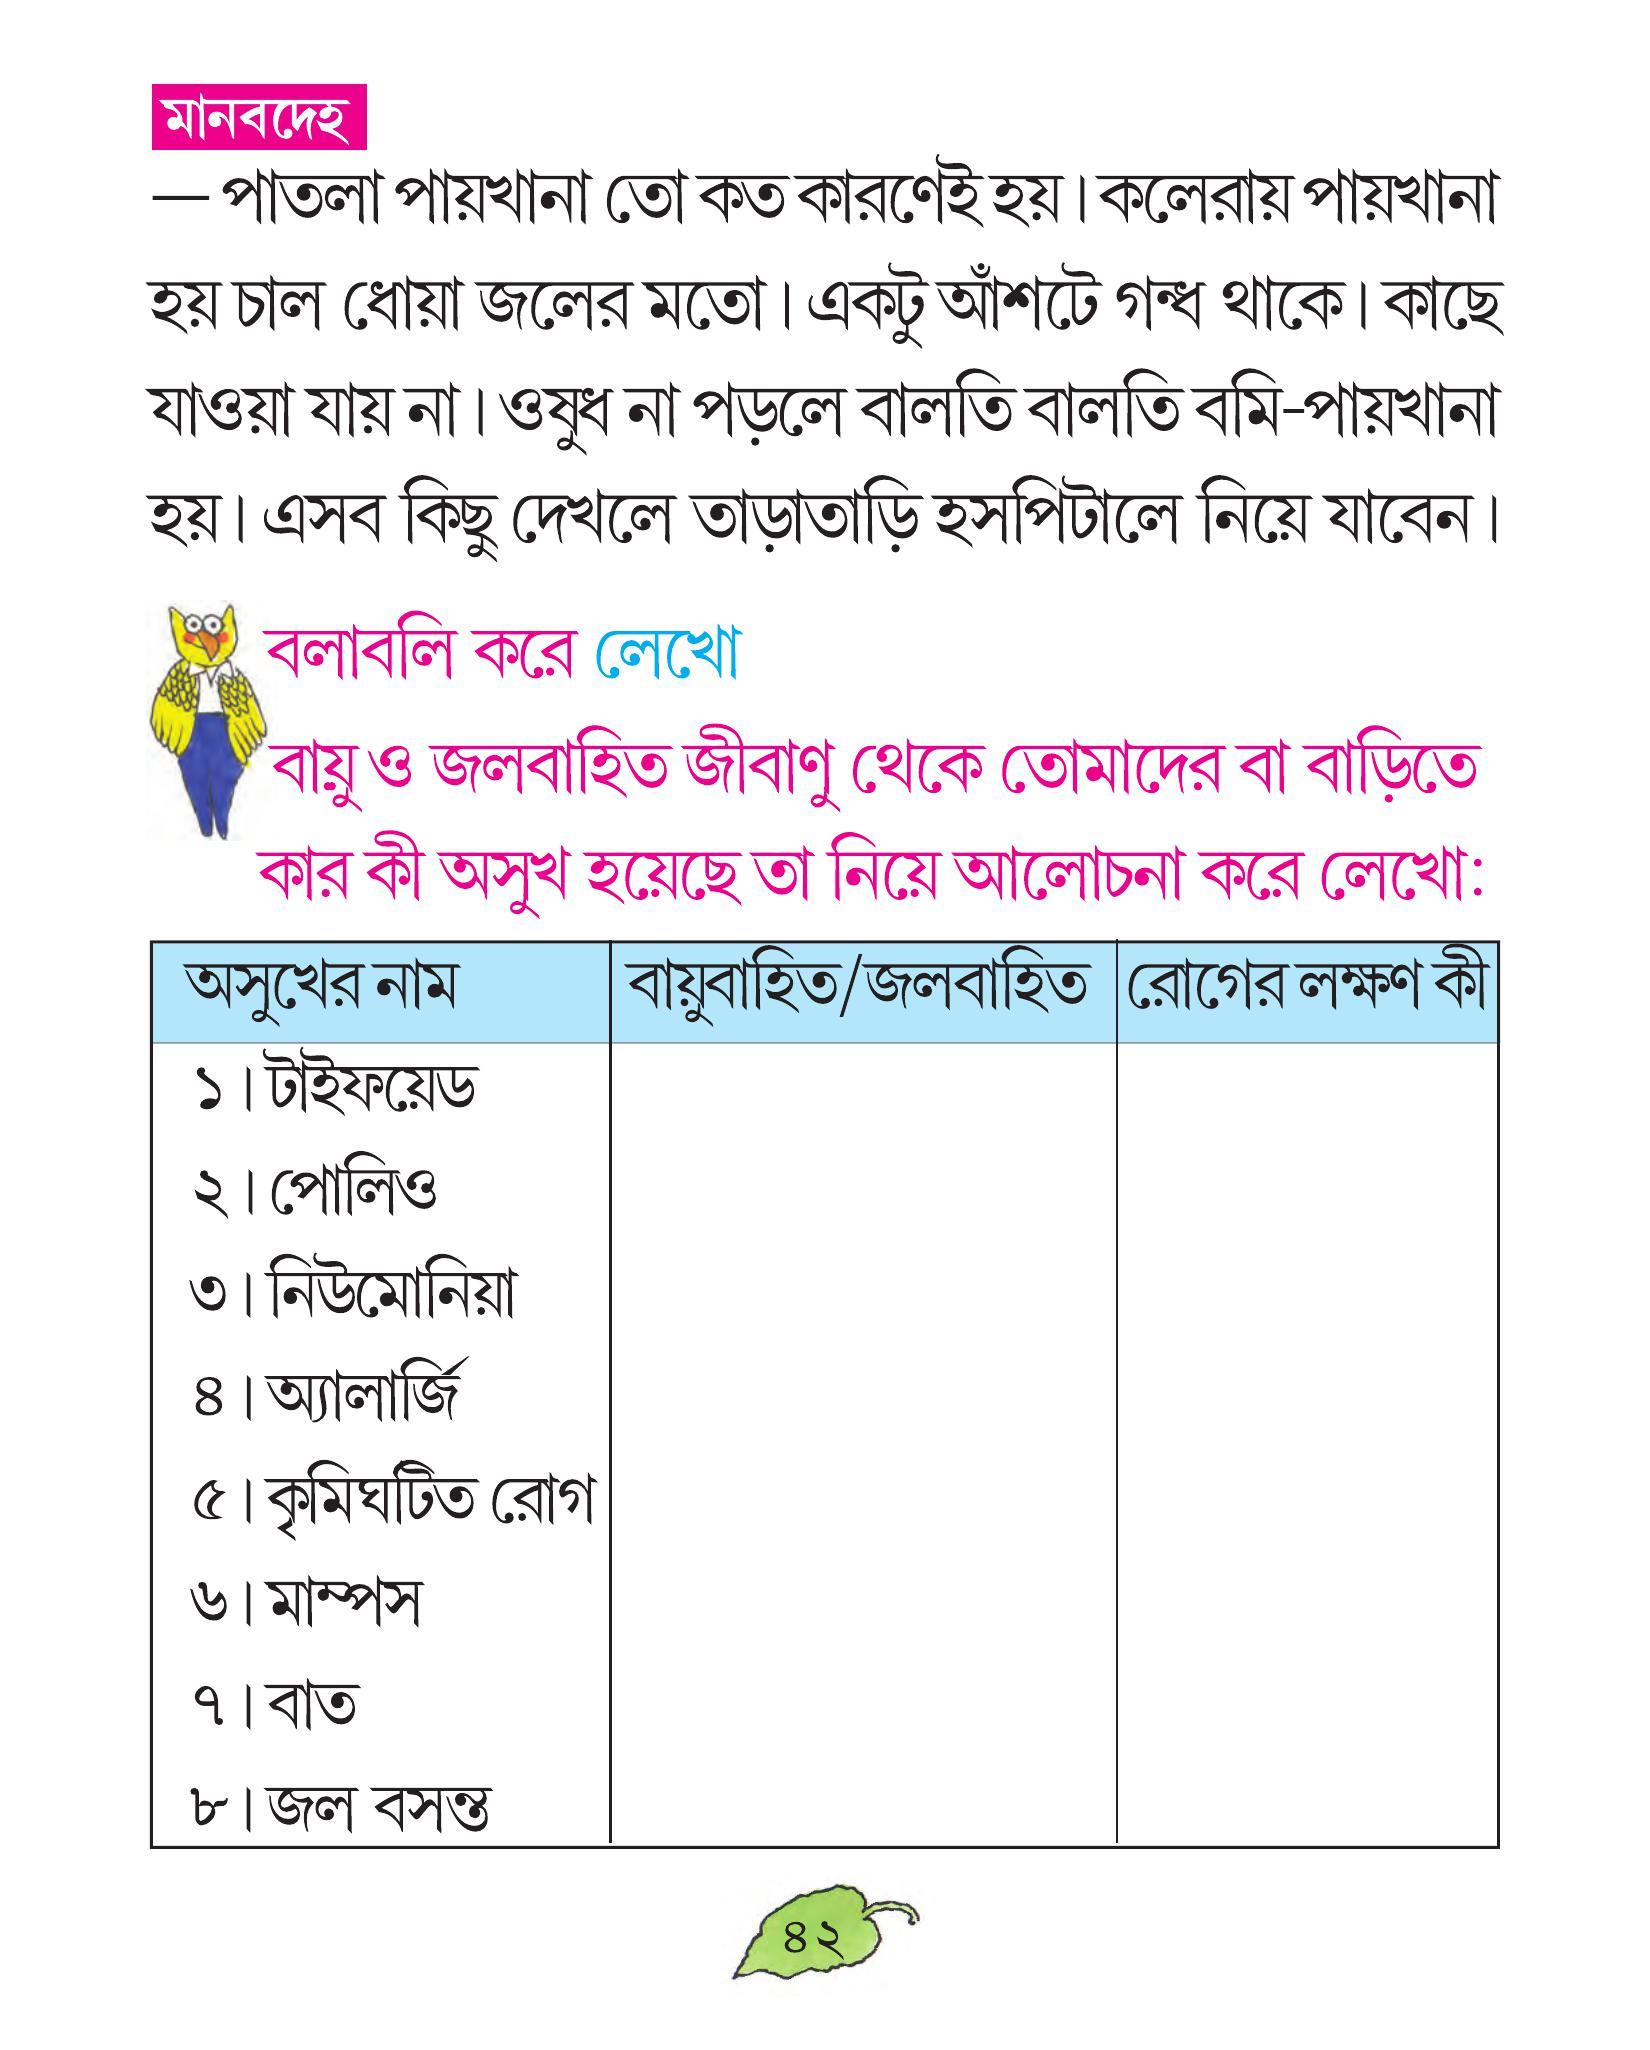 মানবদেহ
— পাতলা পায়খানা তো কত কারণেই হয়। কলেরায় পায়খানা
হয় চাল ধোয়া জলের মতো। একটু আঁশটে গন্ধ থাকে। কাছে
যাওয়া যায় না। ওষুধ না পড়লে বালতি বালতি বমি-পায়খানা
হয়। এসব কিছু দেখলে তাড়াতাড়ি হসপিটালে নিয়ে যাবেন।
বলাবলি করে লেখো
বায়ু ও জলবাহিত জীবাণু থেকে তোমাদের বা বাড়িতে
কার কী অসুখ হয়েছে তা নিয়ে আলোচনা করে লেখো:
অসুখের নাম বায়ুবাহিত/জলবাহিত রোগের লক্ষণ কী
১। টাইফয়েড
২। পোলিও
৩। নিউমোনিয়া
৪। অ্যালার্জি
৫। কৃমিঘটিত রোগ
৬। মাম্পস
৭। বাত
৮। জল বসন্ত
৪২